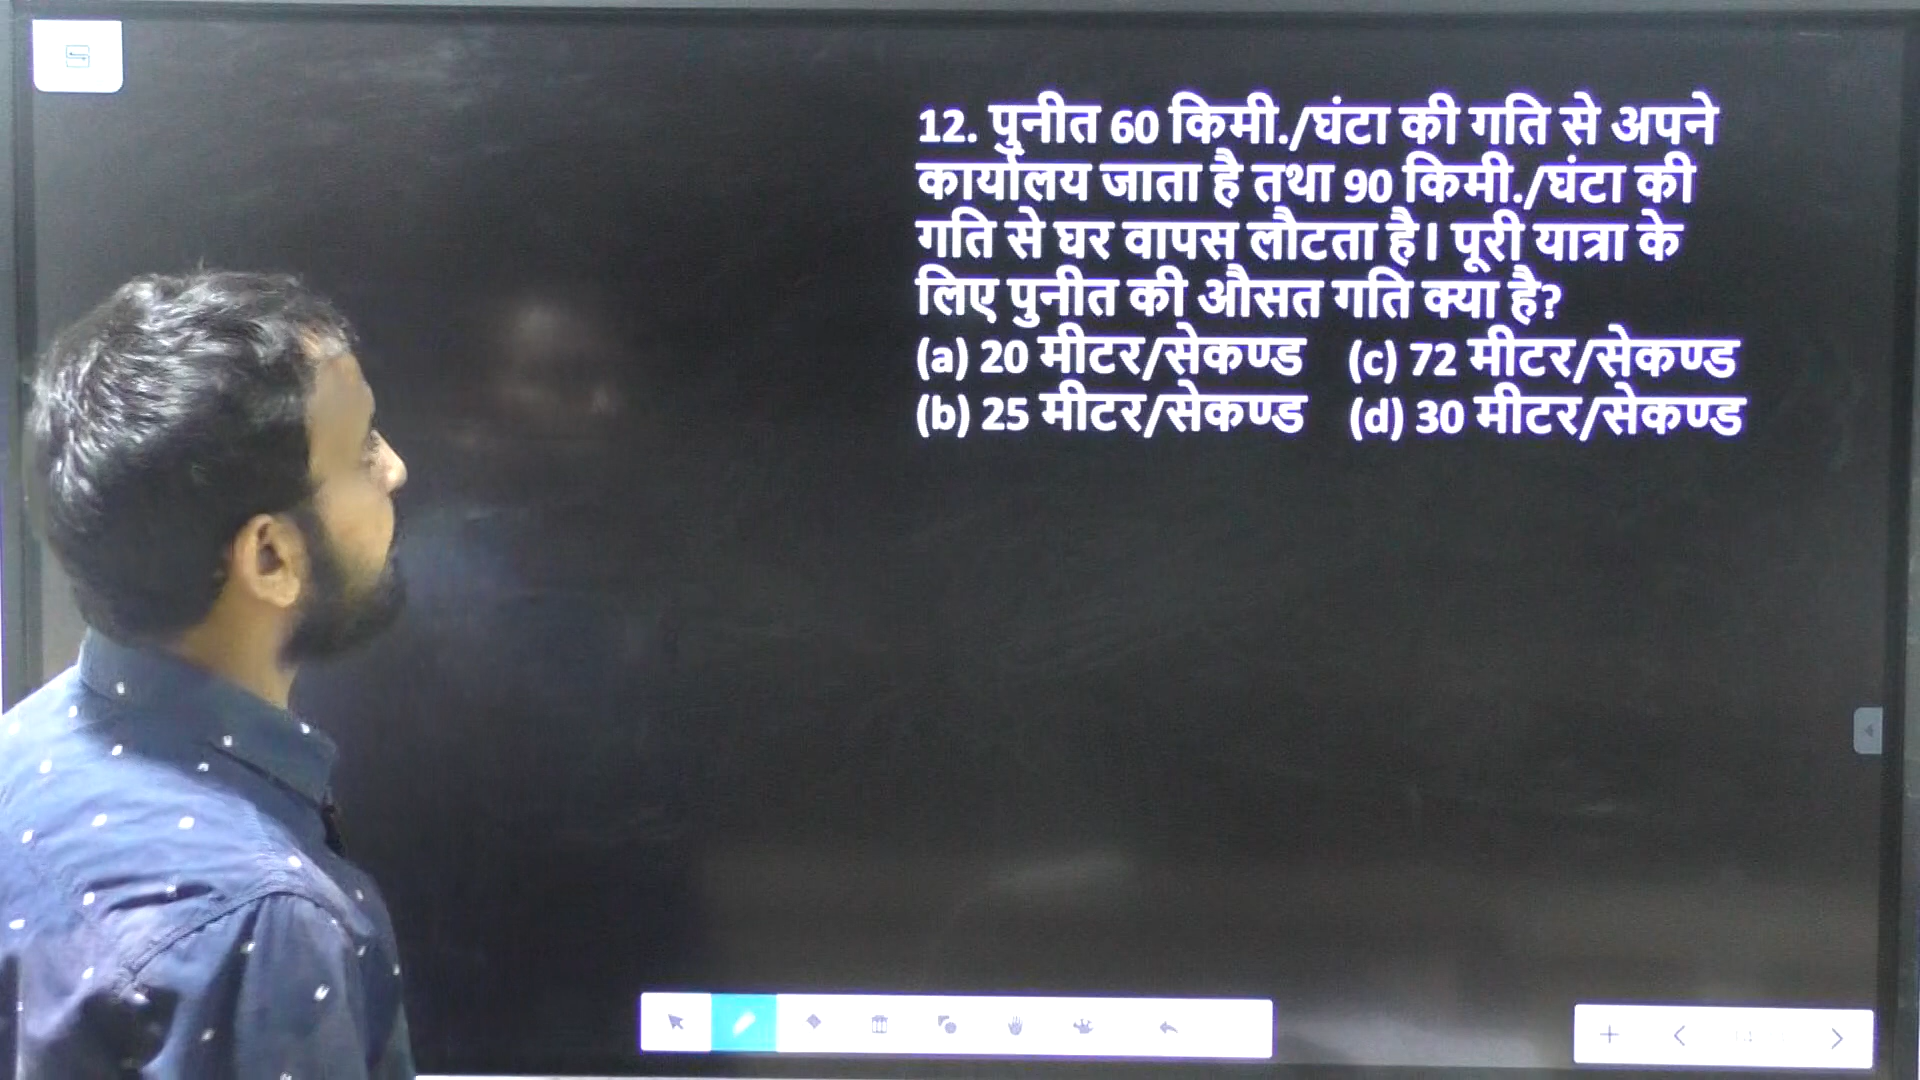 12. पुनीत 60 किमी./घंटा की गति से अपने
कार्यालय जाता है तथा 90 किमी./घंटा की
गति से घर वापस लौटता है। पूरी यात्रा के
लिए पुनीत की औसत गति क्या है?
(a) 20 मीटर/सेकण्ड (c) 72 मीटर/सेकण्ड
(b) 25 मीटर/सेकण्ड (d) 30 मीटर/सेकण्ड